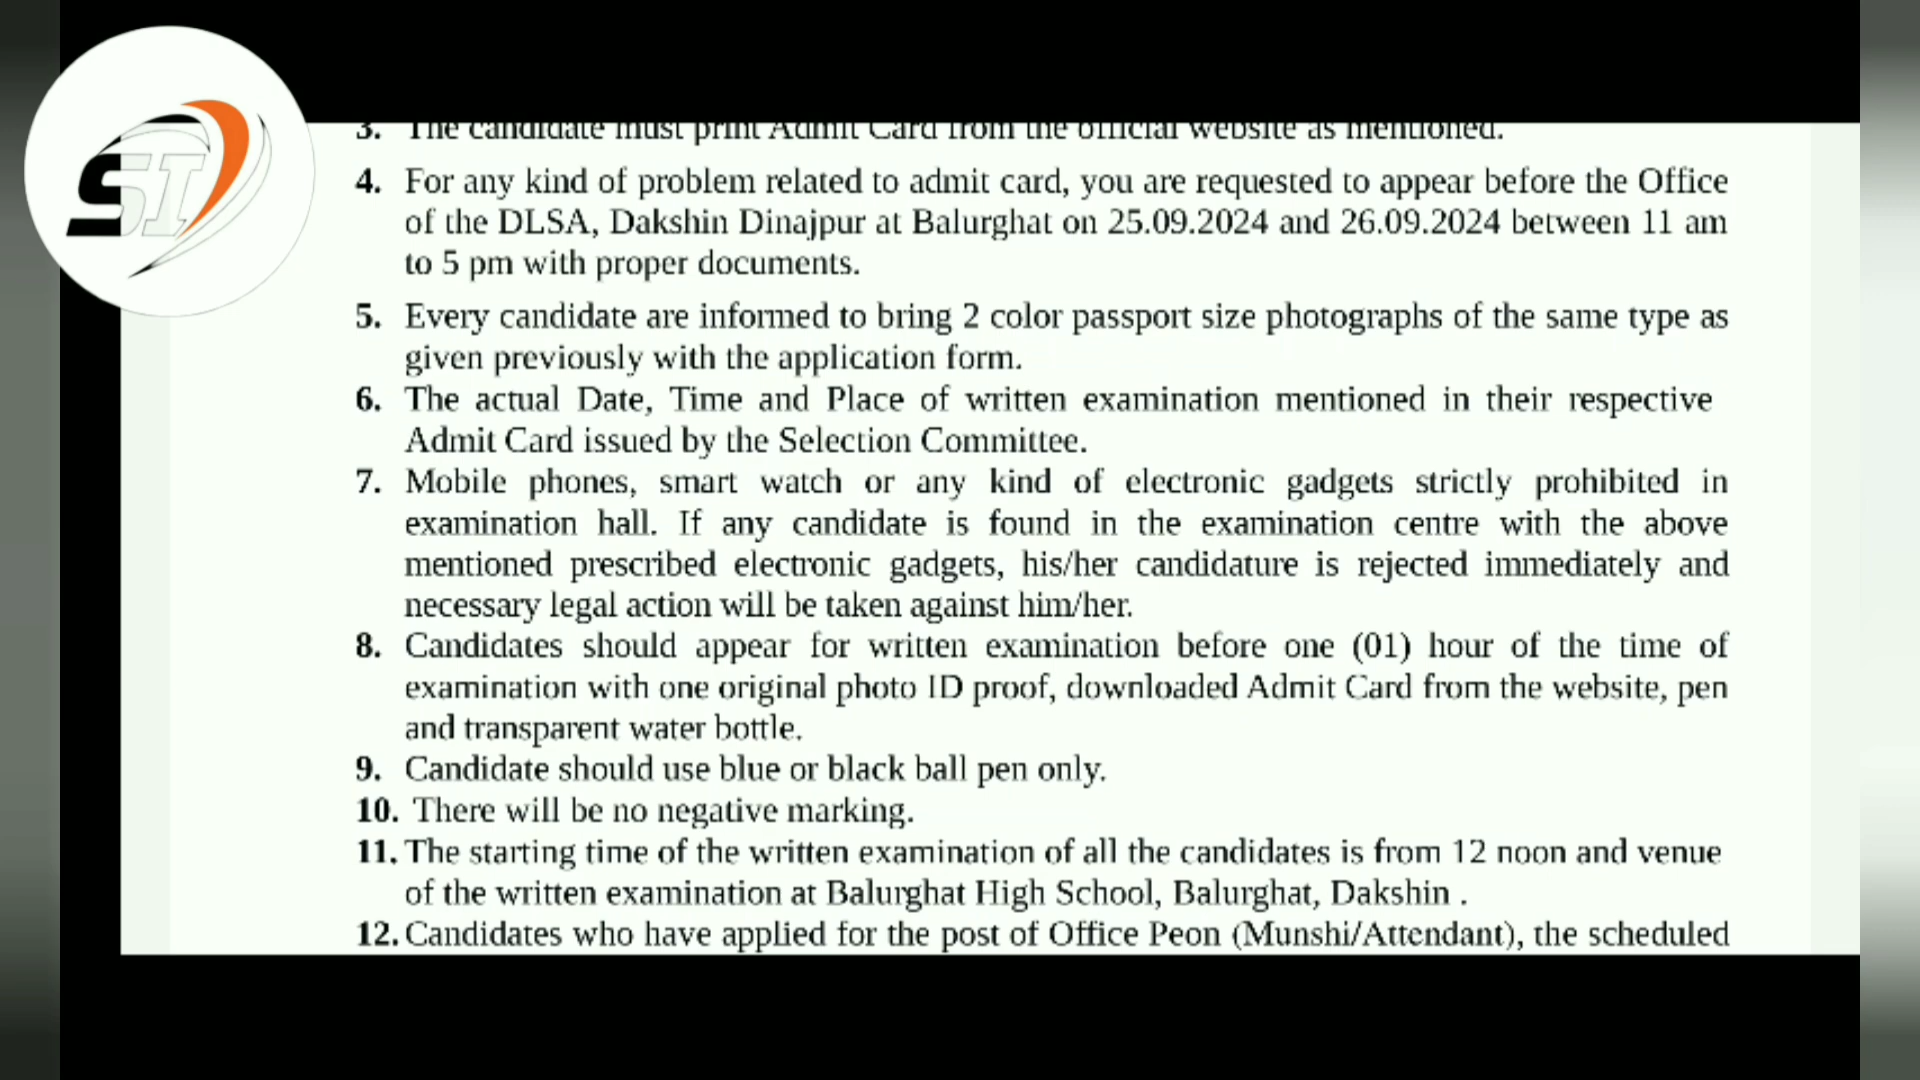 SI
3. The candidate must print Admit Card from the official website as mentioned.
4. For any kind of problem related to admit card, you are requested to appear before the Office
of the DLSA, Dakshin Dinajpur at Balurghat on 25.09.2024 and 26.09.2024 between 11 am
to 5 pm with proper documents.
5. Every candidate are informed to bring 2 color passport size photographs of the same type as
given previously with the application form.
6. The actual Date, Time and Place of written examination mentioned in their respective
Admit Card issued by the Selection Committee.
7. Mobile phones, smart watch or any kind of electronic gadgets strictly prohibited in
examination hall. If any candidate is found in the examination centre with the above
mentioned prescribed electronic gadgets, his/her candidature is rejected immediately and
necessary legal action will be taken against him/her.
8. Candidates should appear for written examination before one (01) hour of the time of
examination with one original photo ID proof, downloaded Admit Card from the website, pen
and transparent water bottle.
9. Candidate should use blue or black ball pen only.
10. There will be no negative marking.
11. The starting time of the written examination of all the candidates is from 12 noon and venue
of the written examination at Balurghat High School, Balurghat, Dakshin .
12. Candidates who have applied for the post of Office Peon (Munshi/Attendant), the scheduled